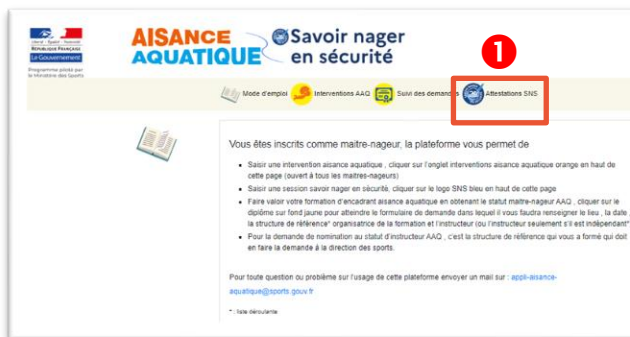 Liberté • Égalité • Fraternité
RÉPUBLIQUE FRANÇAISE
Le Gouvernement
Programme piloté par
le Ministère des Sports
AISANCE
AQUATIQUE
Savoir nager
en sécurité
1
Mode d'emploi
Interventions AAQ
Suivi des demandes
Attestations SNS
Vous êtes inscrits comme maitre-nageur, la plateforme vous permet de
• Saisir une intervention aisance aquatique , cliquer sur l'onglet interventions aisance aquatique orange en haut de
cette page (ouvert à tous les maitres-nageurs)
• Saisir une session savoir nager en sécurité, cliquer sur le logo SNS bleu en haut de cette page
• Faire valoir votre formation d'encadrant aisance aquatique en obtenant le statut maitre-nageur AAQ , cliquer sur le
diplôme sur fond jaune pour atteindre le formulaire de demande dans lequel il vous faudra renseigner le lieu , la date ,
la structure de référence* organisatrice de la formation et l'instructeur (ou l'instructeur seulement s'il est indépendant*
• Pour la demande de nomination au statut d'instructeur AAQ , c'est la structure de référence qui vous a formé qui doit
en faire la demande à la direction des sports.
Pour toute question ou problème sur l'usage de cette plateforme envoyer un mail sur : appli-aisance-
aquatique@sports.gouv.fr
* : liste déroulante